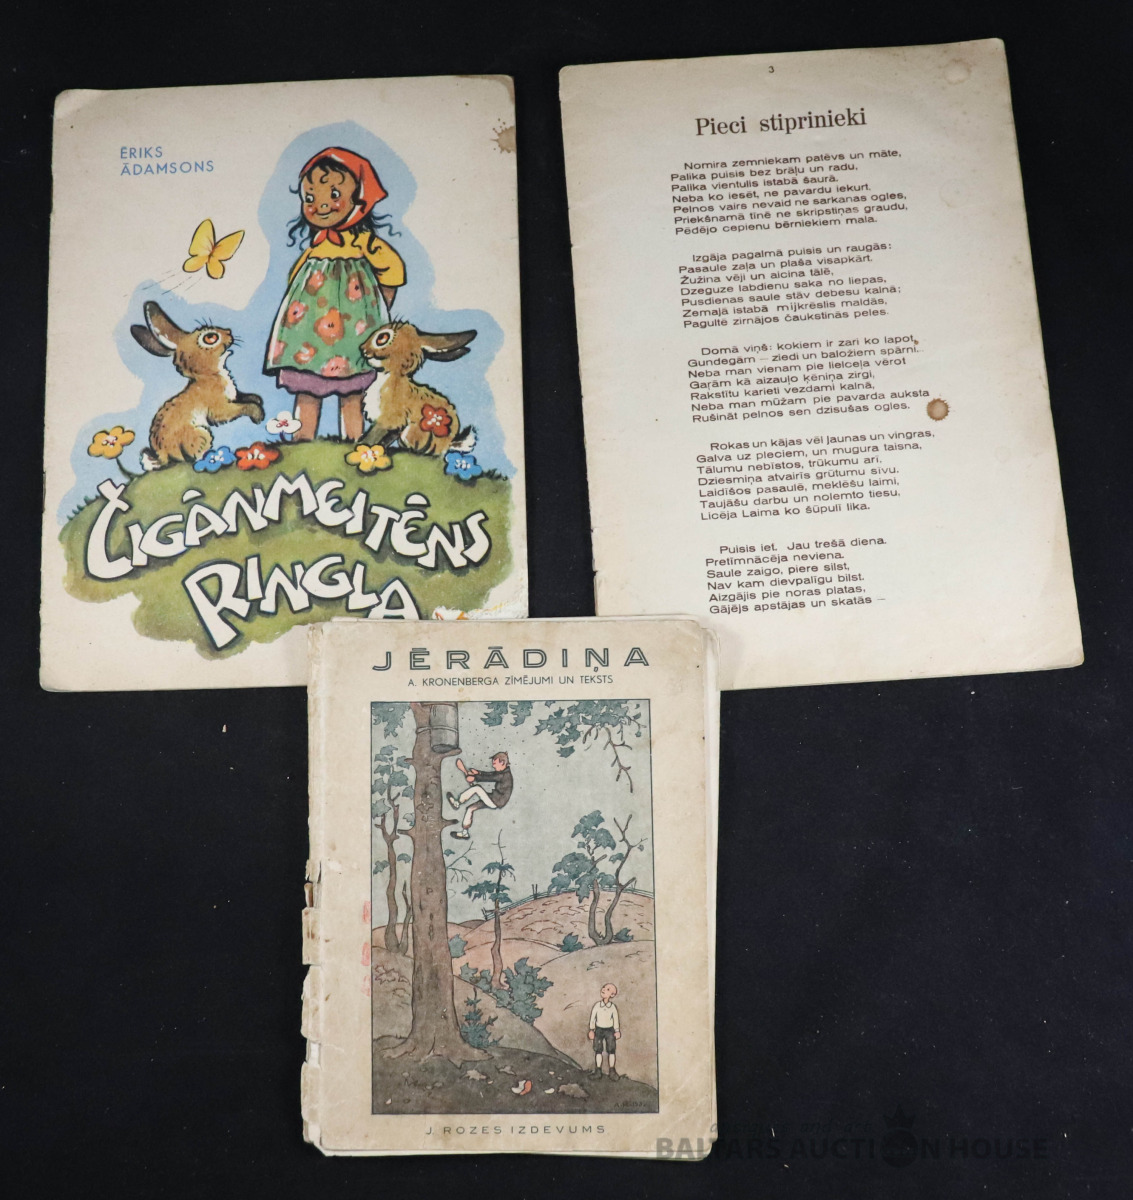 ĒRIKS
ĀDAMSONS
ČIGĀNMEITĒNS
RINGLA
3
Pieci stiprinieki
Nomira zemniekam patēvs un māte,
Palika puisis bez brāļu un radu,
Palika vientulis istabā šaurā.
Neba ko iesēt, ne pavardu iekurt.
Pelnos vairs nevaid ne sarkanas ogles,
Priekšnamā tīnē ne skripstiņas graudu,
Pēdējo cepienu bērniekiem mala.
Izgāja pagalmā puisis un raugās:
Pasaule zaļa un plaša visapkārt.
Žužina vēji un aicina tālē,
Dzeguze labdienu saka no liepas,
Pusdienas saule stāv debesu kalnā;
Zemajā istabā mijkrēslis maldās,
Pagultē zirnājos čaukstinās peles.
Domā viņš: kokiem ir zari ko lapot,
Gundegām — ziedi un baložiem spārni.
Neba man vienam pie lielceļa vērot
Gaŗām kā aizauļo ķēniņa zirgi,
Rakstītu karieti vezdami kalnā,
Neba man mūžam pie pavarda auksta
Rušināt pelnos sen dzisušas ogles.
Rokas un kājas vēl ļaunas un vingras,
Galva uz pleciem, un mugura taisna,
Tālumu nebīstos, trūkumu arī.
Dziesmiņa atvairīs grūtumu sīvu.
Laidīšos pasaulē, meklēšu laimi,
Taujāšu darbu un nolemto tiesu,
Licēja Laima ko šūpulī lika.
Puisis iet. Jau trešā diena.
Pretimnācēja neviena.
Saule zaigo, piere silst,
Nav kam dievpalīgu bilst.
Aizgājis pie noras platas,
Gājējs apstājas un skatās —
JĒRĀDIŅA
A. KRONENBERGA ZĪMĒJUMI UN TEKSTS
J. ROZES IZDEVUMS
BALTARS AUCTION HOUSE